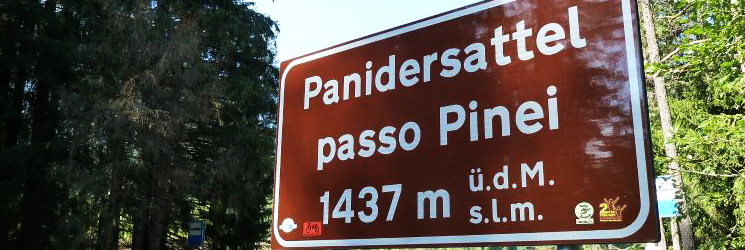 Panidersattel
passo Pinei
1437 m ü.d.M.
s.l.m.